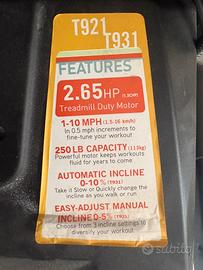 T921
T931
FEATURES
2.65HP
(1.9CHP)
Treadmill Duty Motor
1-10 MPH (1.5-16 km/h)
In 0.5 mph increments to
fine-tune your workout
250 LB CAPACITY (113kg)
Powerful motor keeps workouts
fluid for years to come
AUTOMATIC INCLINE
0-10% (T931)
Take it Slow or Quickly change the
incline as you walk or run
EASY-ADJUST MANUAL
INCLINE 0-5% (T921)
Choose from 3 incline settings to
diversify your workout
subito